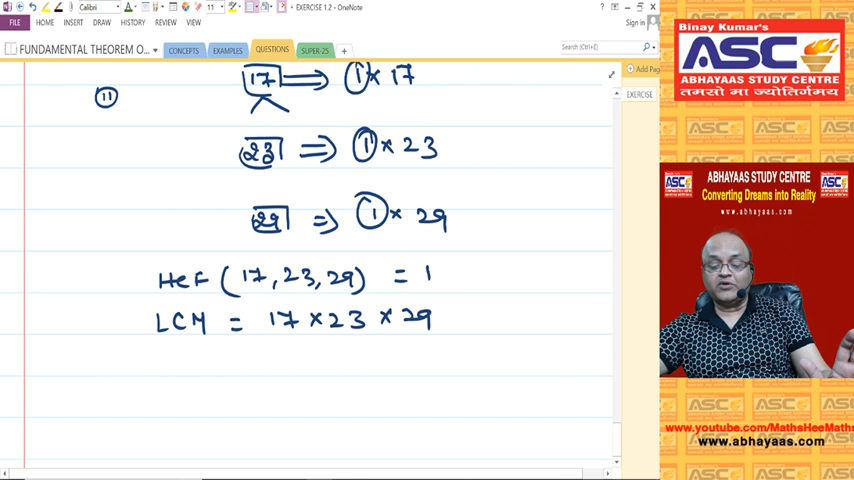 Calibri
11
EXERCISE 1.2 - OneNote
FILE HOME INSERT DRAW HISTORY REVIEW VIEW
Sign in
FUNDAMENTAL THEOREM O...
CONCEPTS EXAMPLES QUESTIONS SUPER-25
Search (Ctrl+E)
Add Pag
EXERCISE
(ii)
17 ⇒ 1 × 17
23 ⇒ 1 × 23
29 ⇒ 1 × 29
HCF (17, 23, 29) = 1
LCM = 17 × 23 × 29
Binay Kumar's
ASC
ABHAYAAS STUDY CENTRE
तमसो मा ज्योतिर्गमय
ABHAYAAS STUDY CENTRE
Converting Dreams into Reality
www.abhayaas.com
www.youtube.com/MathsHeeMaths
www.abhayaas.com